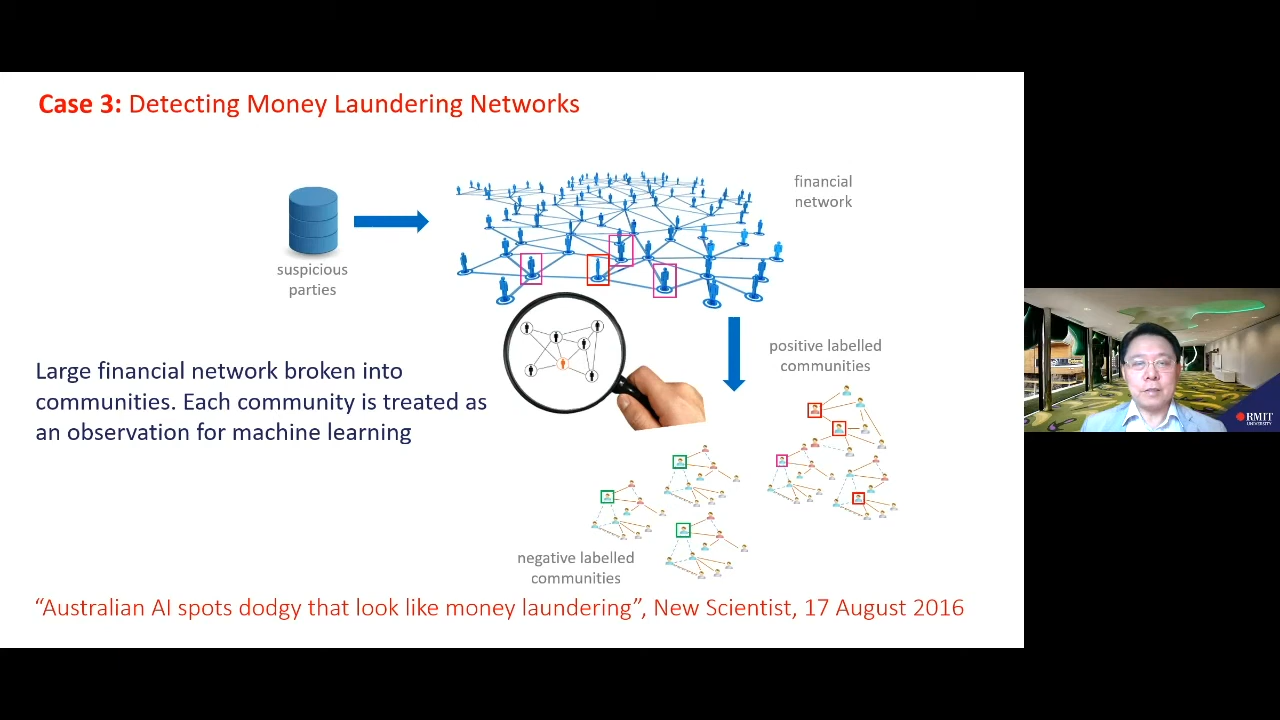 Case 3: Detecting Money Laundering Networks
financial
network
suspicious
parties
positive labelled
communities
Large financial network broken into
communities. Each community is treated as
an observation for machine learning
RMIT
UNIVERSITY
negative labelled
communities
“Australian AI spots dodgy that look like money laundering”, New Scientist, 17 August 2016